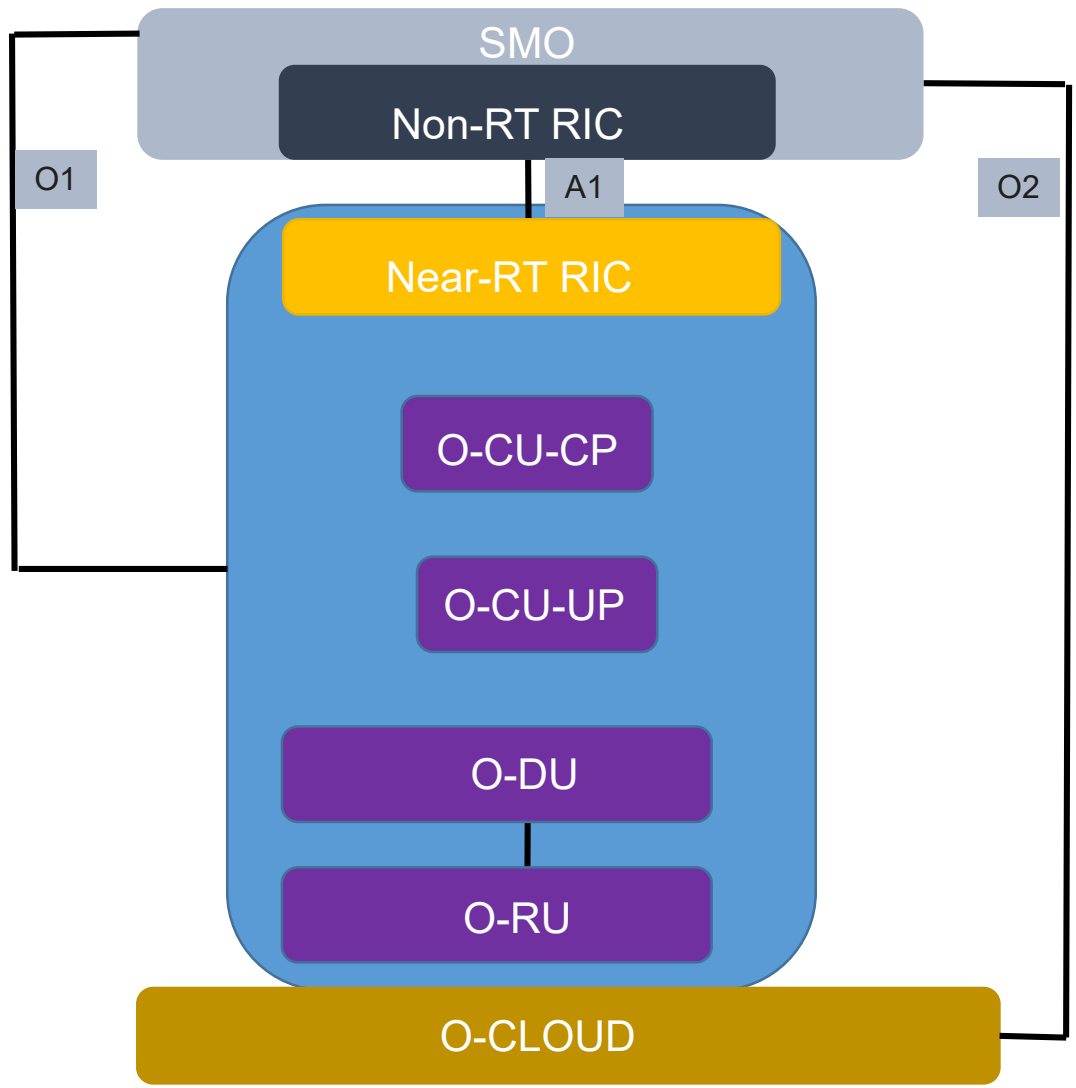 SMO
Non-RT RIC
O1
A1
O2
Near-RT RIC
O-CU-CP
O-CU-UP
O-DU
O-RU
O-CLOUD